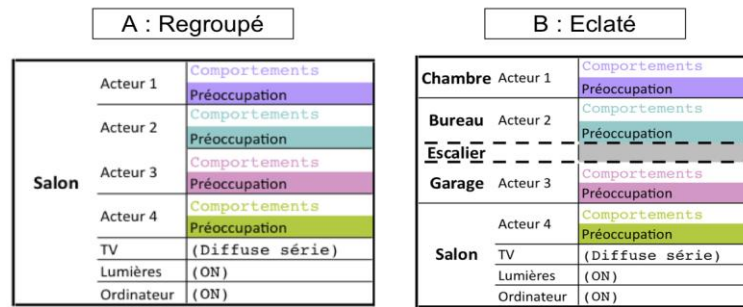 A : Regroupé
Salon
Acteur 1
Comportements
Préoccupation
Acteur 2
Comportements
Préoccupation
Acteur 3
Comportements
Préoccupation
Acteur 4
Comportements
Préoccupation
TV (Diffuse série)
Lumières (ON)
Ordinateur (ON)
B : Eclaté
Chambre Acteur 1
Comportements
Préoccupation
Bureau Acteur 2
Comportements
Préoccupation
Escalier
Garage Acteur 3
Comportements
Préoccupation
Salon
Acteur 4
Comportements
Préoccupation
TV (Diffuse série)
Lumières (ON)
Ordinateur (ON)